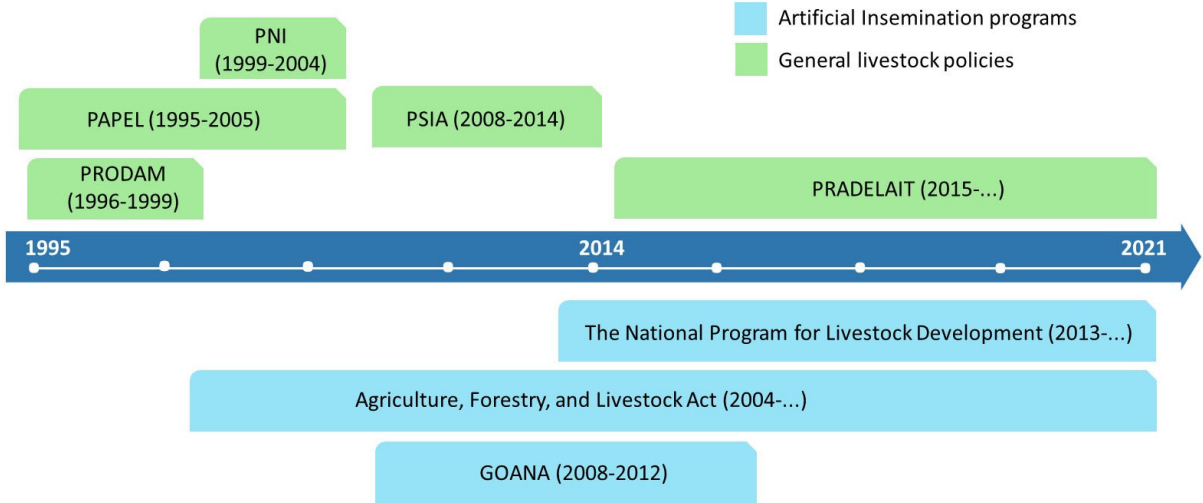 Artificial Insemination programs
General livestock policies
PNI
(1999-2004)
PAPEL (1995-2005)
PSIA (2008-2014)
PRODAM
(1996-1999)
PRADELAIT (2015-...)
1995
2014
2021
The National Program for Livestock Development (2013-...)
Agriculture, Forestry, and Livestock Act (2004-...)
GOANA (2008-2012)